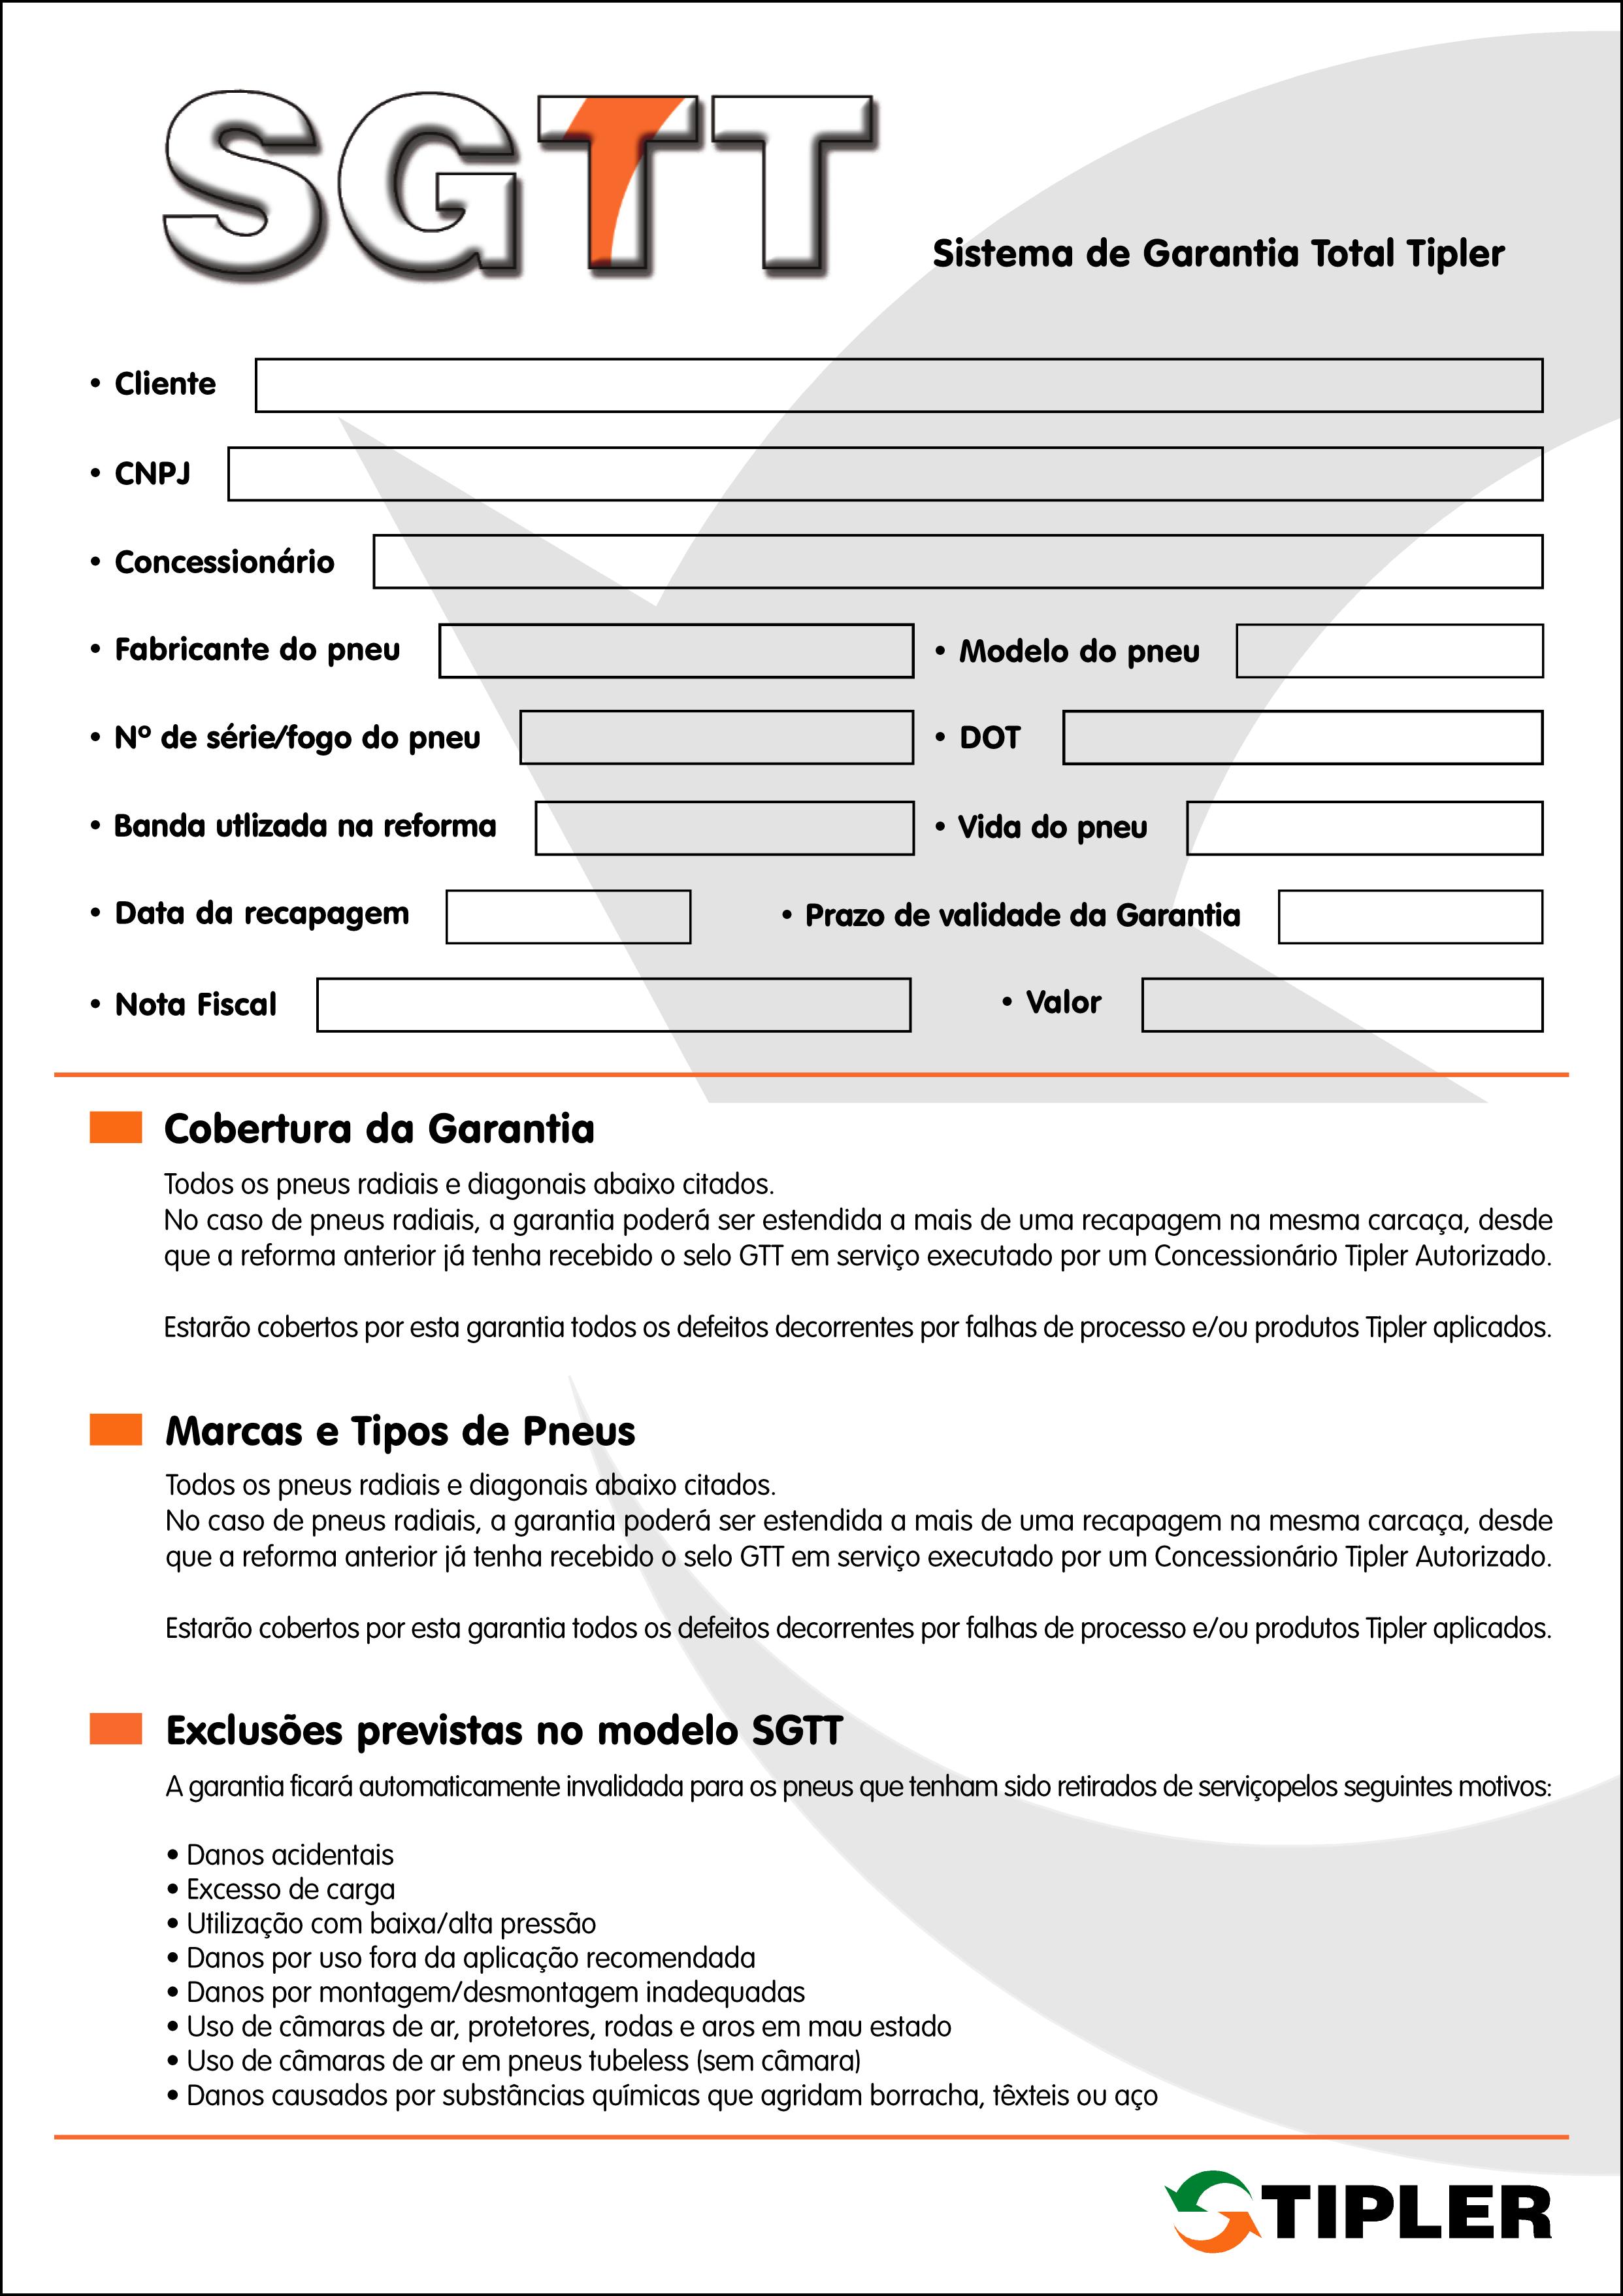 SGTT
Sistema de Garantia Total Tipler
• Cliente
• CNPJ
• Concessionário
• Fabricante do pneu • Modelo do pneu
• Nº de série/fogo do pneu • DOT
• Banda utlizada na reforma • Vida do pneu
• Data da recapagem • Prazo de validade da Garantia
• Nota Fiscal • Valor
Cobertura da Garantia
Todos os pneus radiais e diagonais abaixo citados.
No caso de pneus radiais, a garantia poderá ser estendida a mais de uma recapagem na mesma carcaça, desde
que a reforma anterior já tenha recebido o selo GTT em serviço executado por um Concessionário Tipler Autorizado.
Estarão cobertos por esta garantia todos os defeitos decorrentes por falhas de processo e/ou produtos Tipler aplicados.
Marcas e Tipos de Pneus
Todos os pneus radiais e diagonais abaixo citados.
No caso de pneus radiais, a garantia poderá ser estendida a mais de uma recapagem na mesma carcaça, desde
que a reforma anterior já tenha recebido o selo GTT em serviço executado por um Concessionário Tipler Autorizado.
Estarão cobertos por esta garantia todos os defeitos decorrentes por falhas de processo e/ou produtos Tipler aplicados.
Exclusões previstas no modelo SGTT
A garantia ficará automaticamente invalidada para os pneus que tenham sido retirados de serviçopelos seguintes motivos:
• Danos acidentais
• Excesso de carga
• Utilização com baixa/alta pressão
• Danos por uso fora da aplicação recomendada
• Danos por montagem/desmontagem inadequadas
• Uso de câmaras de ar, protetores, rodas e aros em mau estado
• Uso de câmaras de ar em pneus tubeless (sem câmara)
• Danos causados por substâncias químicas que agridam borracha, têxteis ou aço
TIPLER